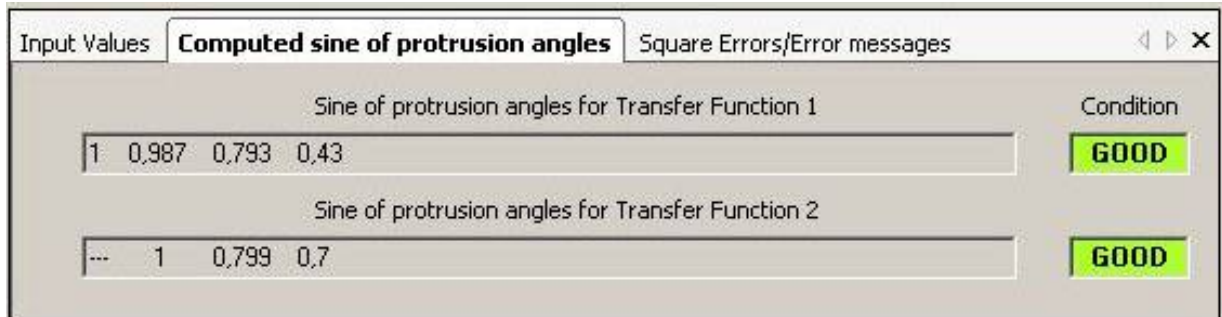 Input Values Computed sine of protrusion angles Square Errors/Error messages
Sine of protrusion angles for Transfer Function 1 Condition
1 0,987 0,793 0,43 GOOD
Sine of protrusion angles for Transfer Function 2
--- 1 0,799 0,7 GOOD